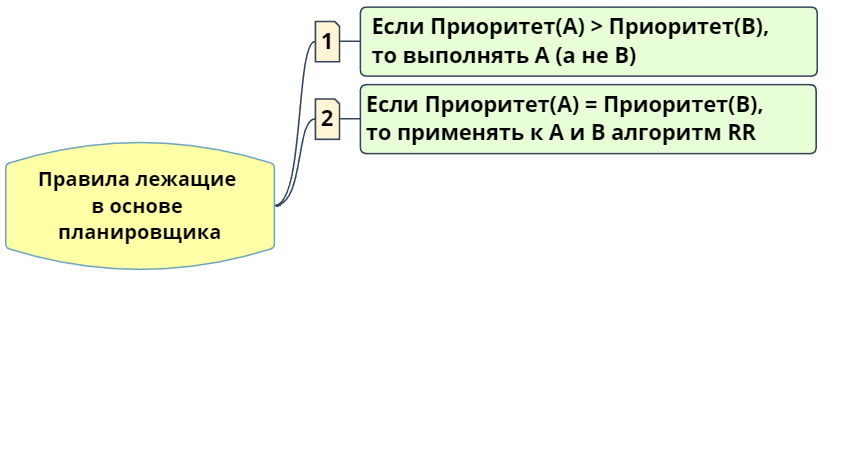 1
Если Приоритет(А) > Приоритет(В),
то выполнять А (а не В)
2
Если Приоритет(А) = Приоритет(В),
то применять к А и В алгоритм RR
Правила лежащие
в основе
планировщика